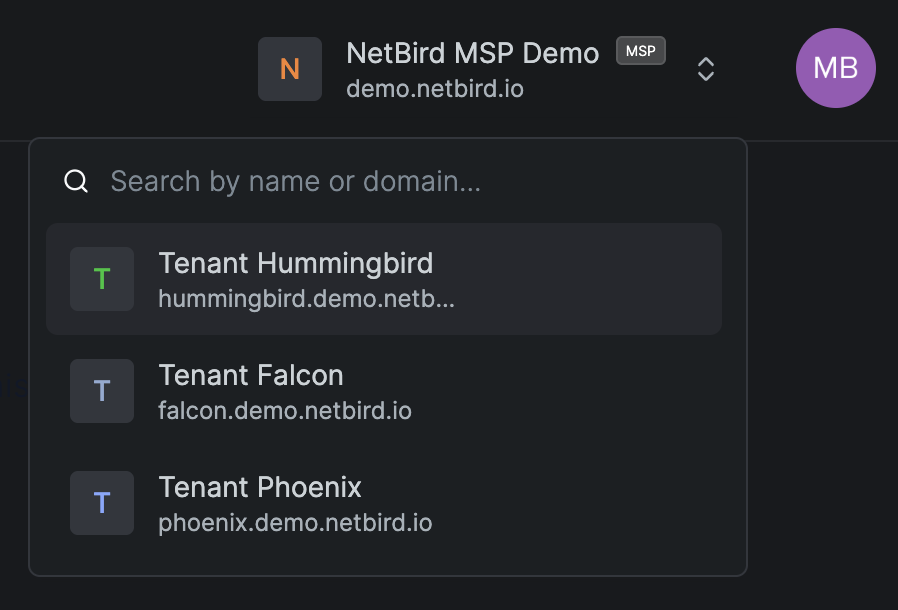 N
NetBird MSP Demo MSP
demo.netbird.io
MB
Search by name or domain...
T
Tenant Hummingbird
hummingbird.demo.netb...
T
Tenant Falcon
falcon.demo.netbird.io
T
Tenant Phoenix
phoenix.demo.netbird.io